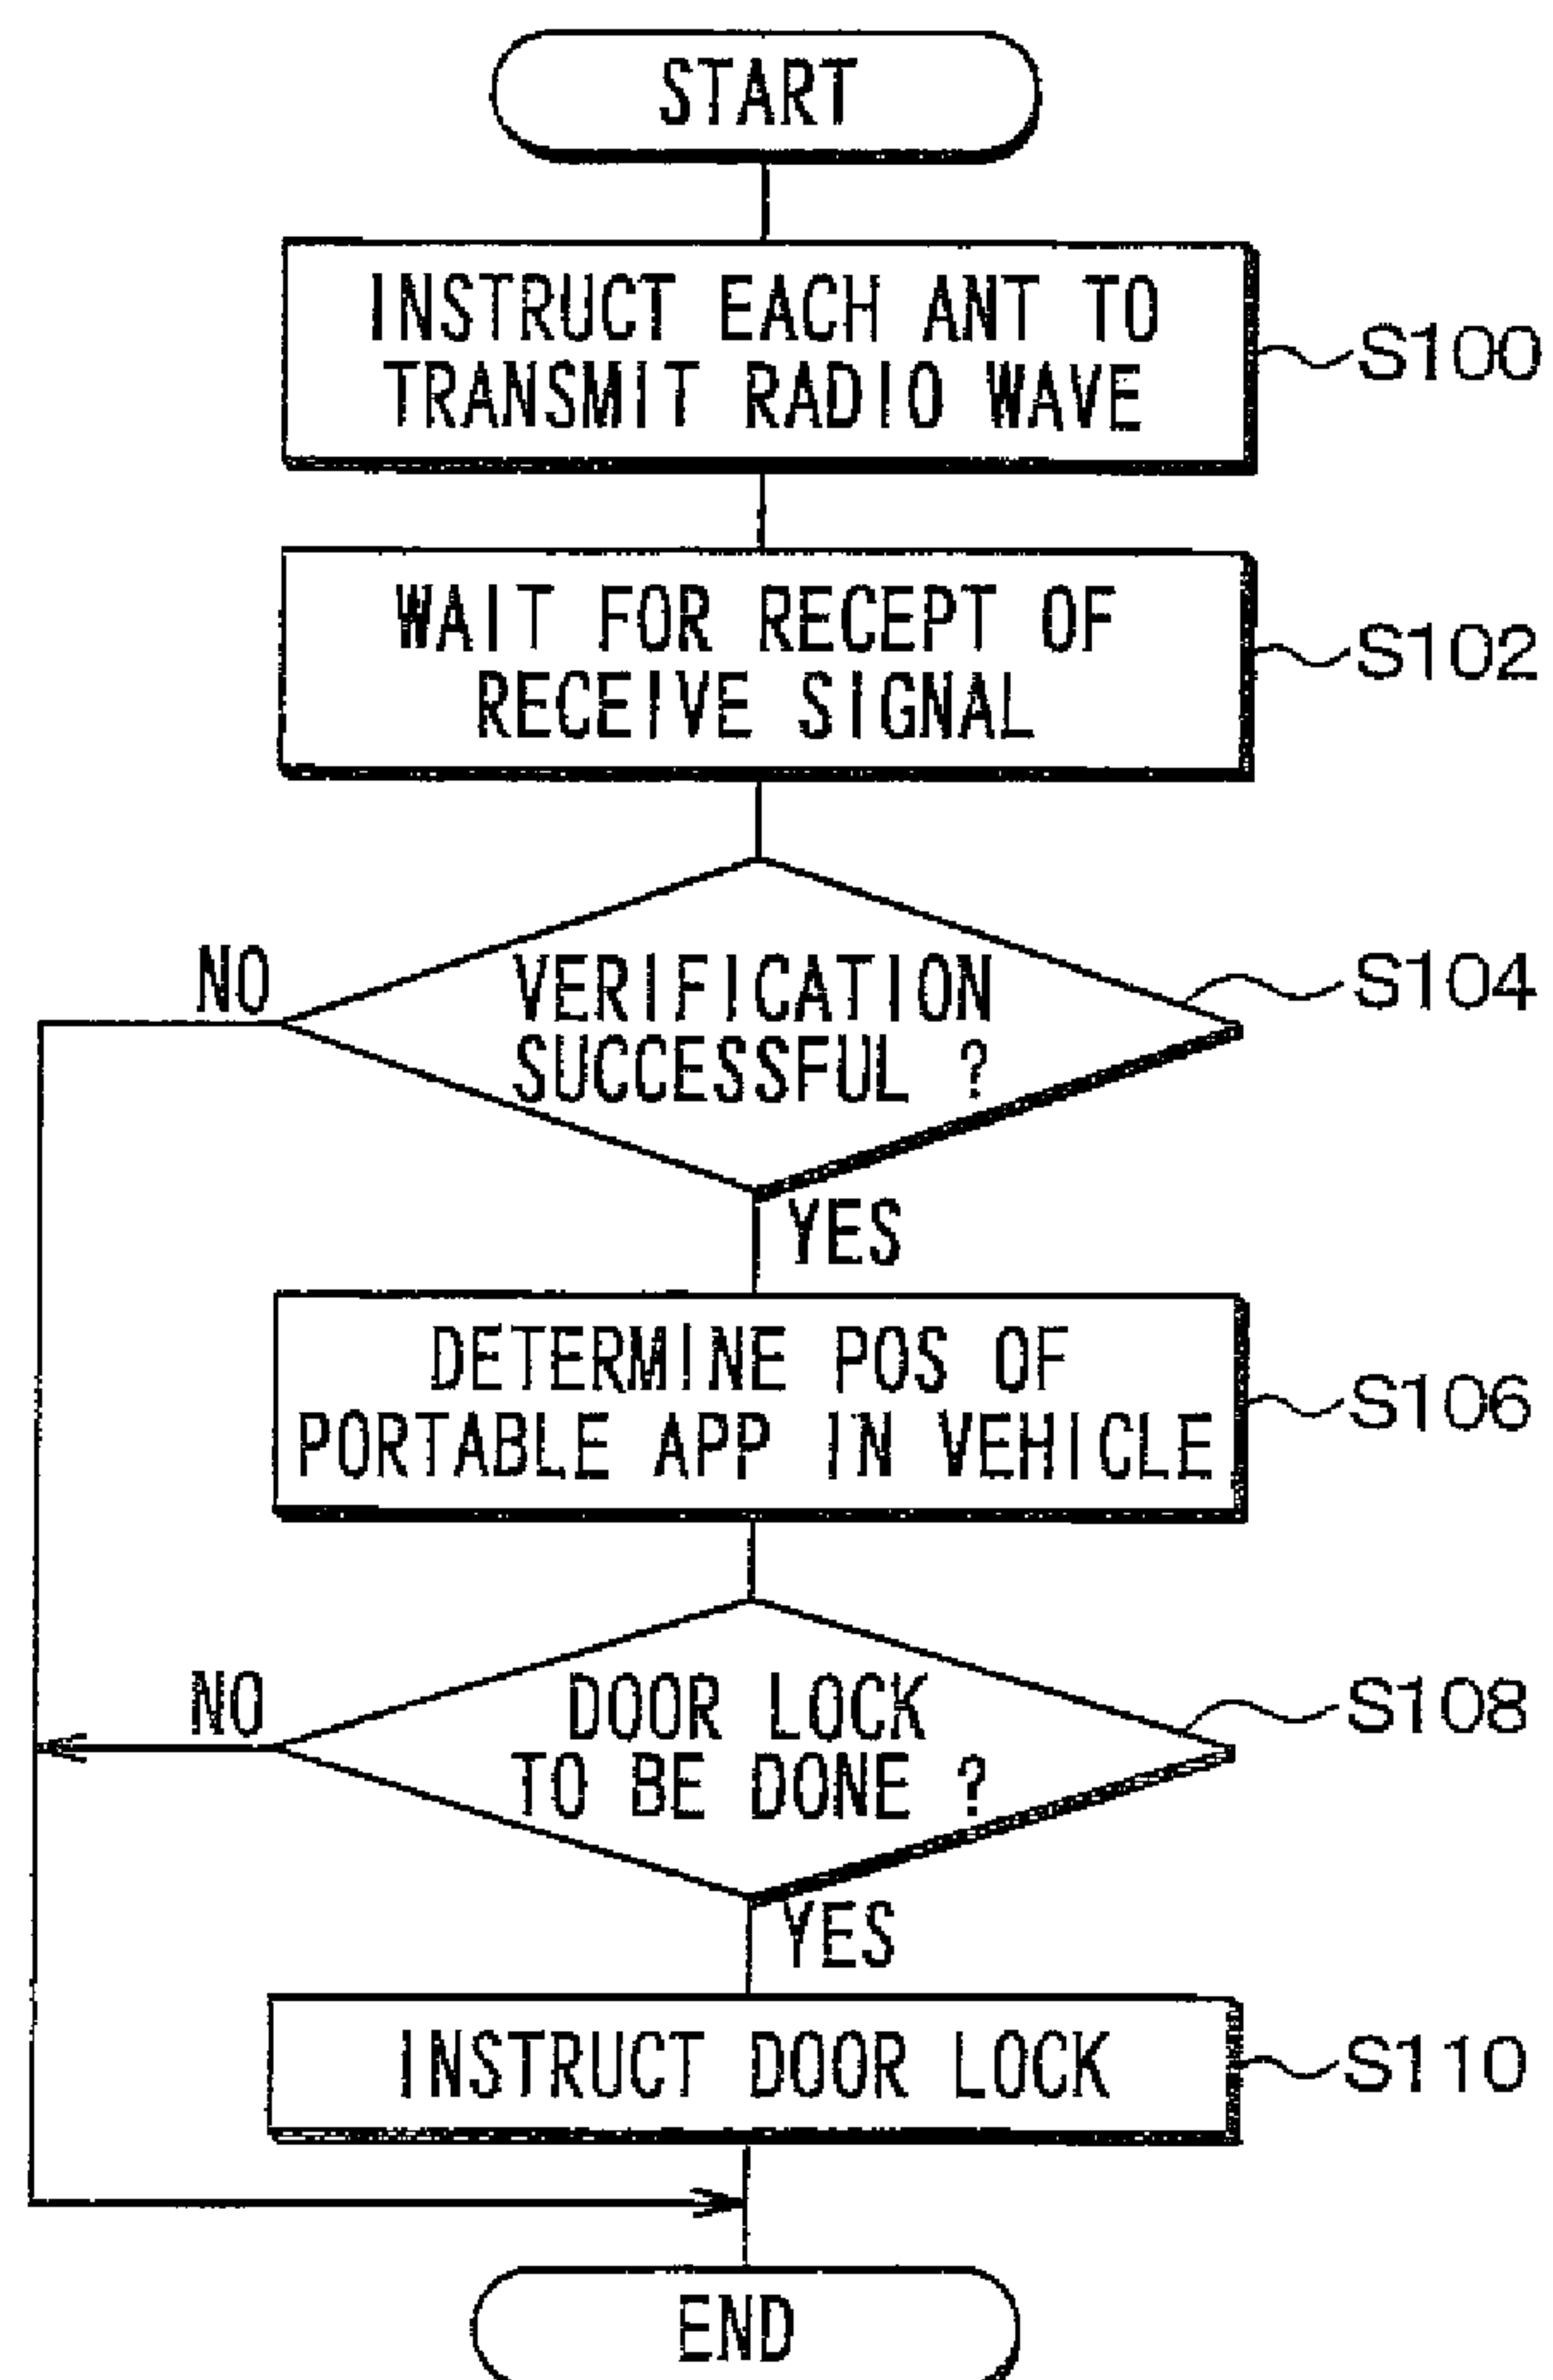 START
INSTRUCT EACH ANT TO
TRANSMIT RADIO WAVE
S100
WAIT FOR RECEPT OF
RECEIVE SIGNAL
S102
NO
VERIFICATION
SUCCESSFUL ?
S104
YES
DETERMINE POS OF
PORTABLE APP IN VEHICLE
S106
NO
DOOR LOCK
TO BE DONE ?
S108
YES
INSTRUCT DOOR LOCK
S110
END